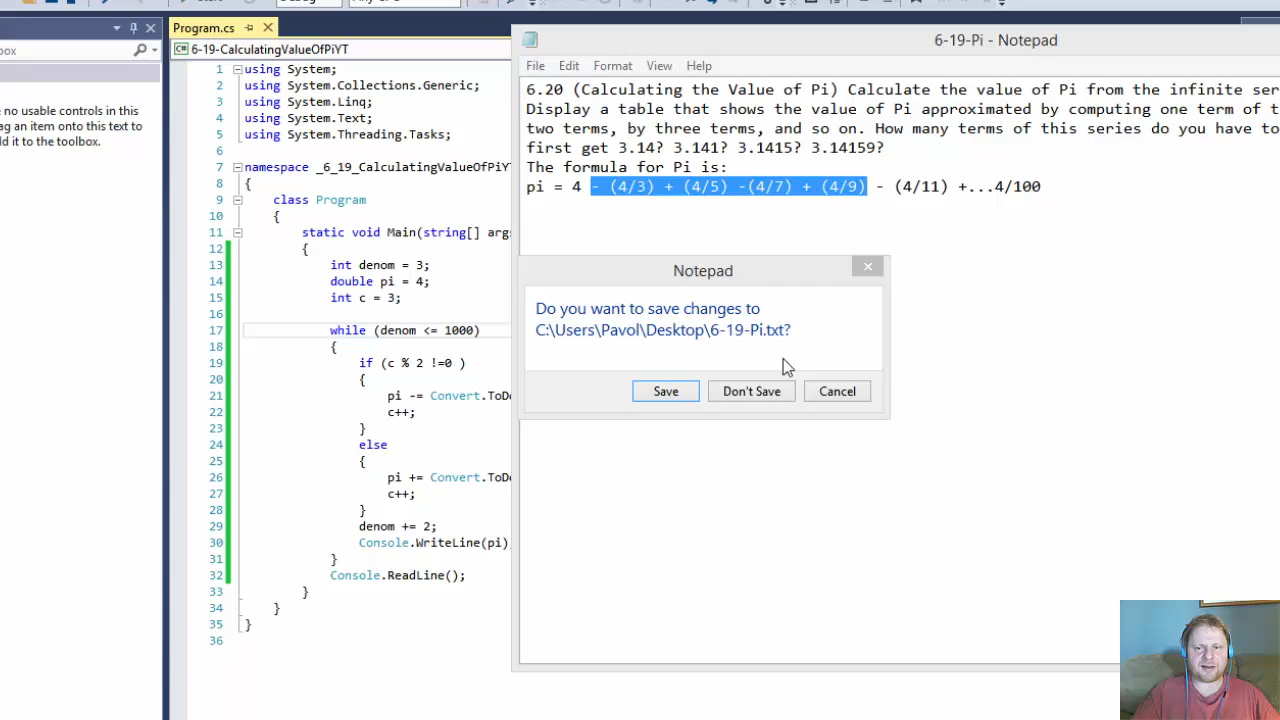 Program.cs
6-19-CalculatingValueOfPiYT
box
e no usable controls in this
ag an item onto this text to
dd it to the toolbox.
1 using System;
2 using System.Collections.Generic;
3 using System.Linq;
4 using System.Text;
5 using System.Threading.Tasks;
6
7 namespace _6_19_CalculatingValueOfPiYT
8 {
9 class Program
10 {
11 static void Main(string[] args
12 {
13 int denom = 3;
14 double pi = 4;
15 int c = 3;
16
17 while (denom <= 1000)
18 {
19 if (c % 2 !=0 )
20 {
21 pi -= Convert.ToDo
22 c++;
23 }
24 else
25 {
26 pi += Convert.ToDo
27 c++;
28 }
29 denom += 2;
30 Console.WriteLine(pi)
31 }
32 Console.ReadLine();
33 }
34 }
35 }
36
6-19-Pi - Notepad
File Edit Format View Help
6.20 (Calculating the Value of Pi) Calculate the value of Pi from the infinite ser
Display a table that shows the value of Pi approximated by computing one term of t
two terms, by three terms, and so on. How many terms of this series do you have to
first get 3.14? 3.141? 3.1415? 3.14159?
The formula for Pi is:
pi = 4 - (4/3) + (4/5) -(4/7) + (4/9) - (4/11) +...4/100
Notepad
Do you want to save changes to
C:\Users\Pavol\Desktop\6-19-Pi.txt?
Save Don't Save Cancel